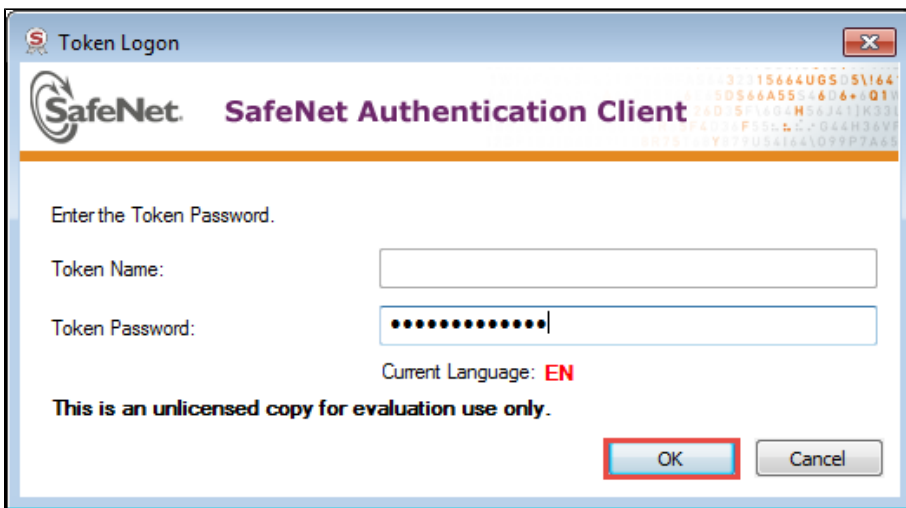 Token Logon
SafeNet. SafeNet Authentication Client
Enter the Token Password.
Token Name:
Token Password: •••••••••••••
Current Language: EN
This is an unlicensed copy for evaluation use only.
OK Cancel